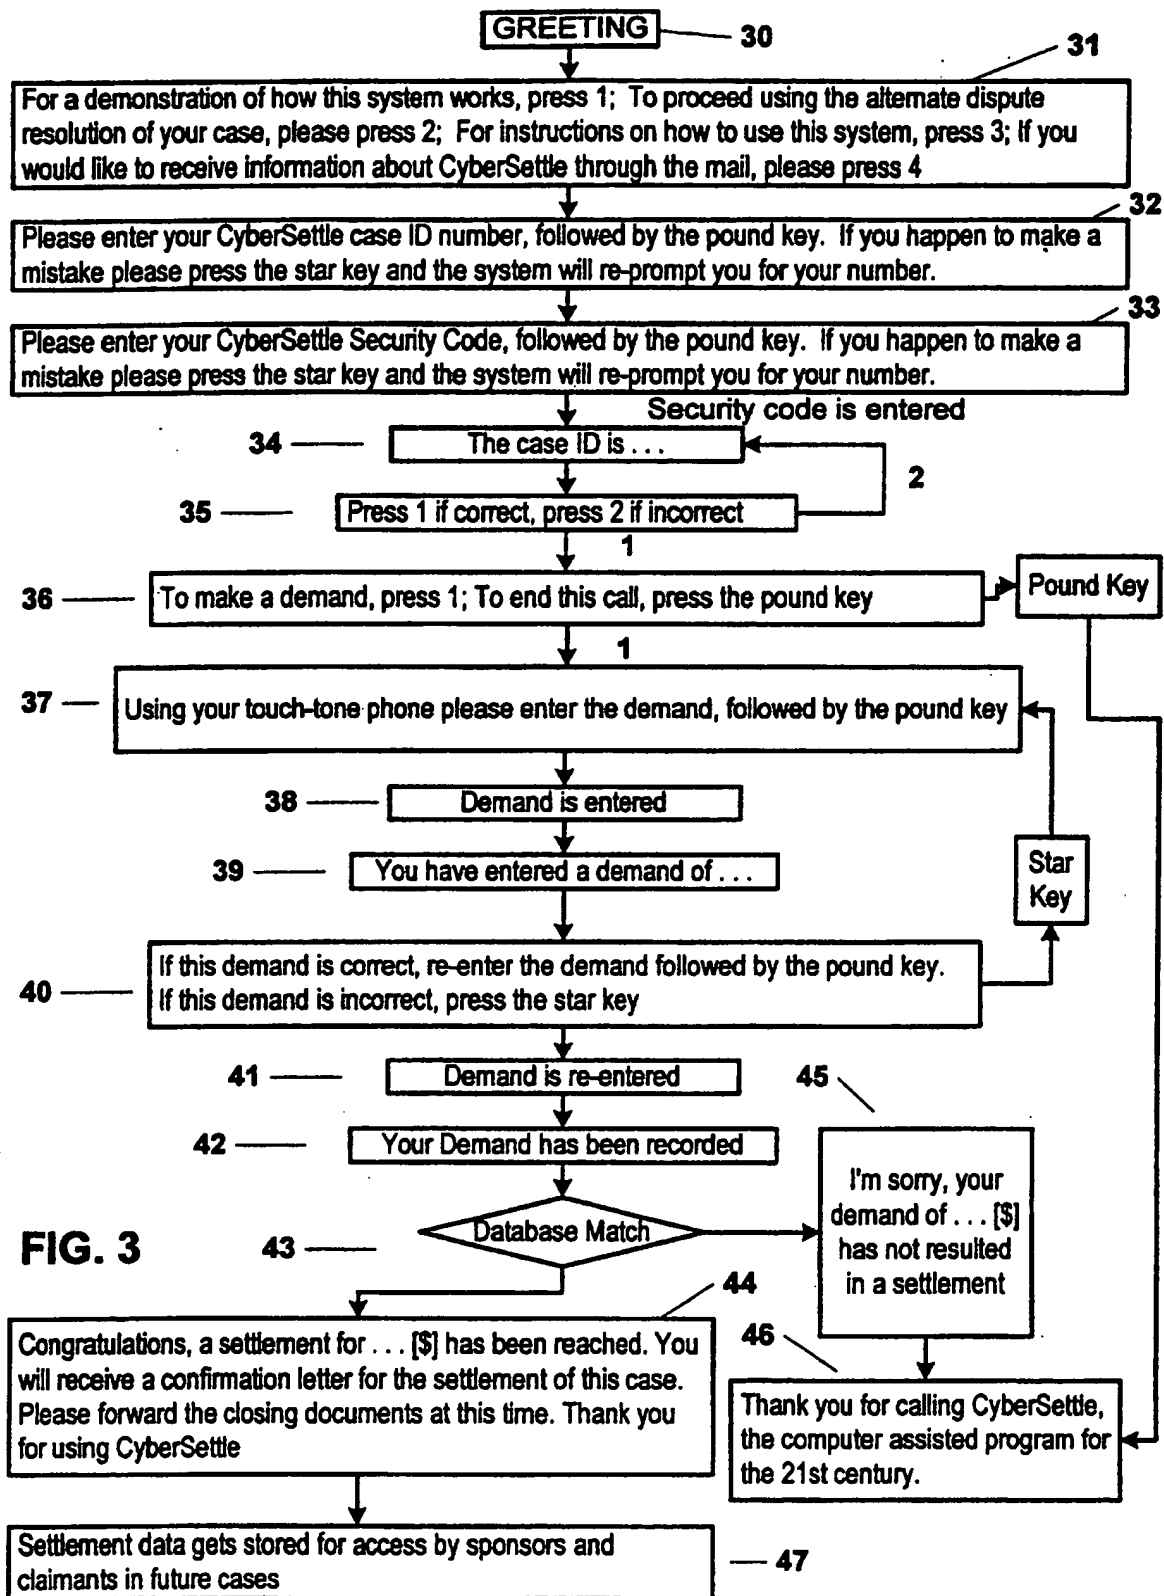 GREETING
30
31
For a demonstration of how this system works, press 1; To proceed using the alternate dispute
resolution of your case, please press 2; For instructions on how to use this system, press 3; If you
would like to receive information about CyberSettle through the mail, please press 4
32
Please enter your CyberSettle case ID number, followed by the pound key. If you happen to make a
mistake please press the star key and the system will re-prompt you for your number.
33
Please enter your CyberSettle Security Code, followed by the pound key. If you happen to make a
mistake please press the star key and the system will re-prompt you for your number.
Security code is entered
34
The case ID is . . .
2
35
Press 1 if correct, press 2 if incorrect
1
36
To make a demand, press 1; To end this call, press the pound key
Pound Key
1
37
Using your touch-tone phone please enter the demand, followed by the pound key
38
Demand is entered
39
You have entered a demand of . . .
Star
Key
40
If this demand is correct, re-enter the demand followed by the pound key.
If this demand is incorrect, press the star key
41
Demand is re-entered
45
42
Your Demand has been recorded
I'm sorry, your
demand of . . . [$]
has not resulted
in a settlement
FIG. 3
43
Database Match
44
Congratulations, a settlement for . . . [$] has been reached. You
will receive a confirmation letter for the settlement of this case.
Please forward the closing documents at this time. Thank you
for using CyberSettle
46
Thank you for calling CyberSettle,
the computer assisted program for
the 21st century.
Settlement data gets stored for access by sponsors and
claimants in future cases
47